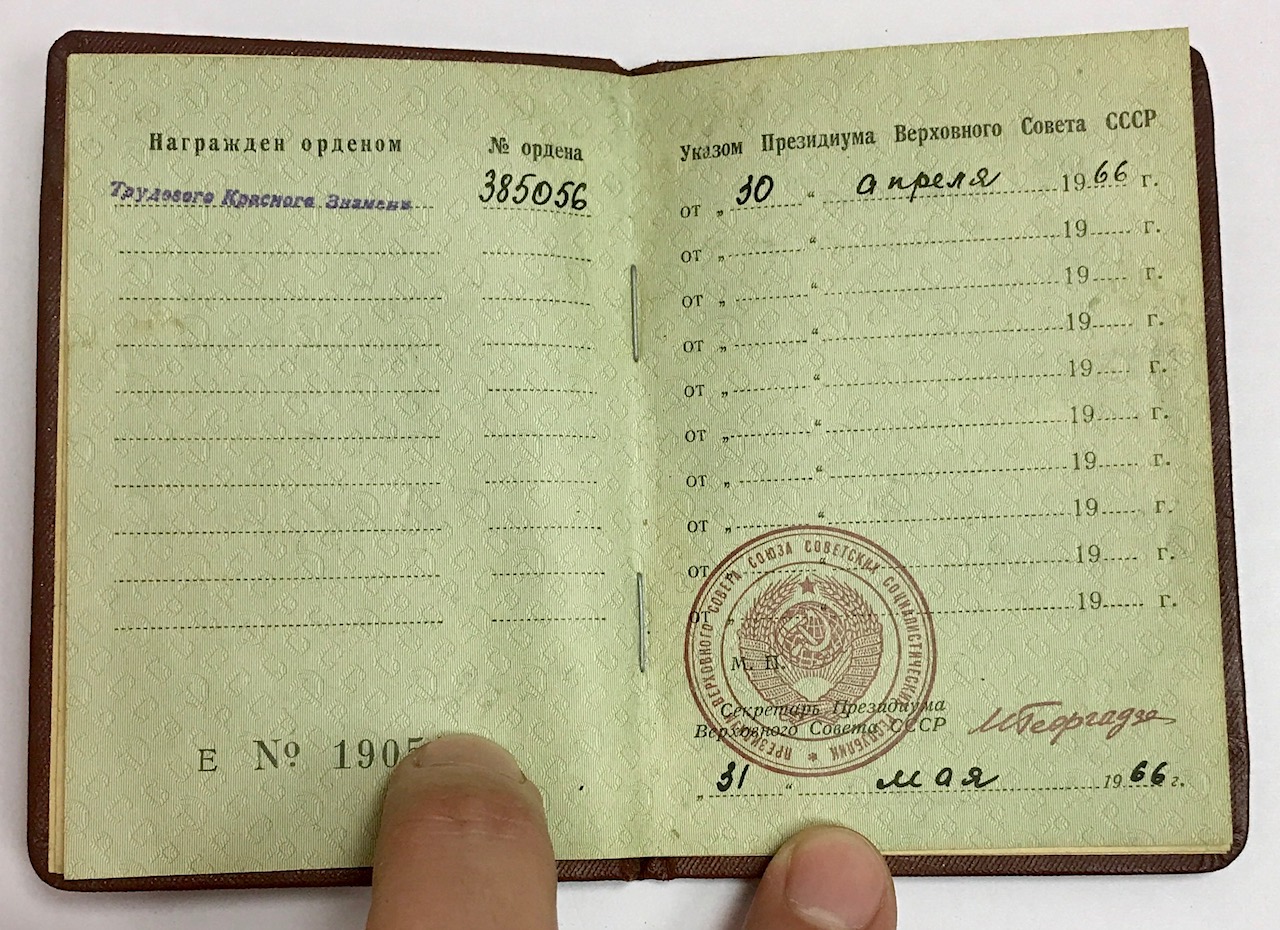 Награжден орденом
№ ордена
Трудового Красного Знамени
385056
Е № 1905
Указом Президиума Верховного Совета СССР
от „ 30 “ апреля 1966 г.
от „ “ 19 г.
от „ “ 19 г.
от „ “ 19 г.
от „ “ 19 г.
от „ “ 19 г.
от „ “ 19 г.
от „ “ 19 г.
от „ “ 19 г.
от „ “ 19 г.
М. П.
ПРЕЗИДИУМ ВЕРХОВНОГО СОВЕТА СОЮЗА СОВЕТСКИХ СОЦИАЛИСТИЧЕСКИХ РЕСПУБЛИК
Секретарь Президиума
Верховного Совета СССР
МГеоргадзе
„ 31 “ мая 1966 г.